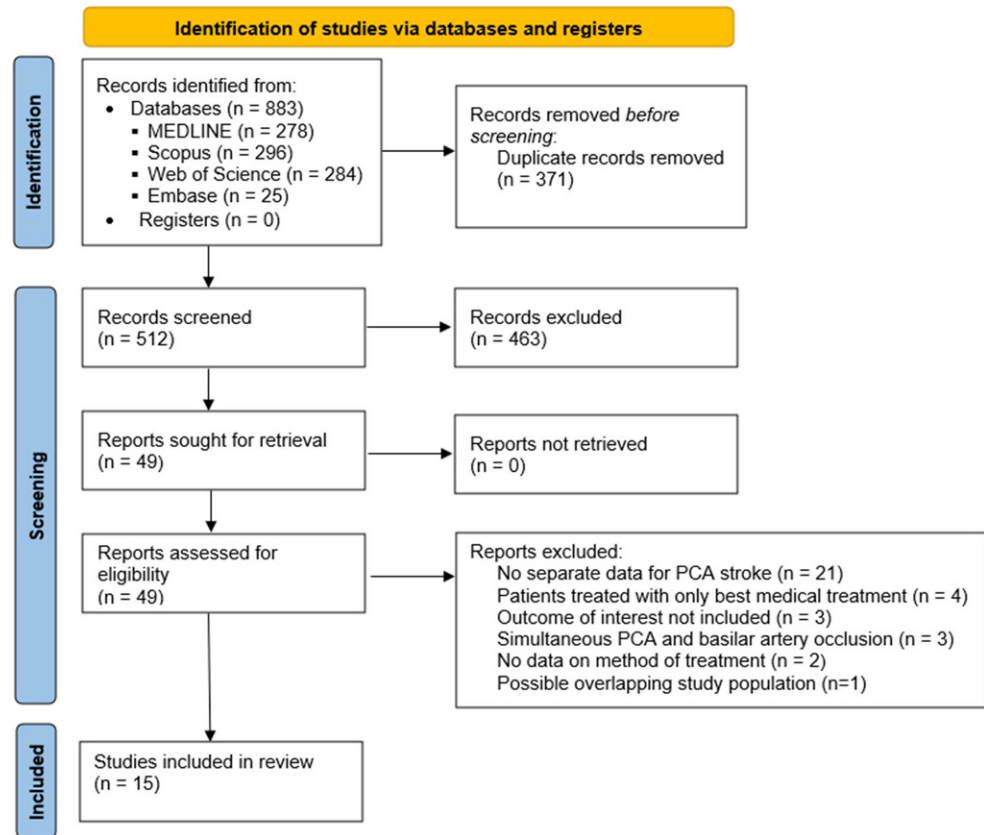 Identification of studies via databases and registers
Identification
Records identified from:
• Databases (n = 883)
▪ MEDLINE (n = 278)
▪ Scopus (n = 296)
▪ Web of Science (n = 284)
▪ Embase (n = 25)
• Registers (n = 0)
Records removed before
screening:
Duplicate records removed
(n = 371)
Screening
Records screened
(n = 512)
Records excluded
(n = 463)
Reports sought for retrieval
(n = 49)
Reports not retrieved
(n = 0)
Reports assessed for
eligibility
(n = 49)
Reports excluded:
No separate data for PCA stroke (n = 21)
Patients treated with only best medical treatment (n = 4)
Outcome of interest not included (n = 3)
Simultaneous PCA and basilar artery occlusion (n = 3)
No data on method of treatment (n = 2)
Possible overlapping study population (n=1)
Included
Studies included in review
(n = 15)